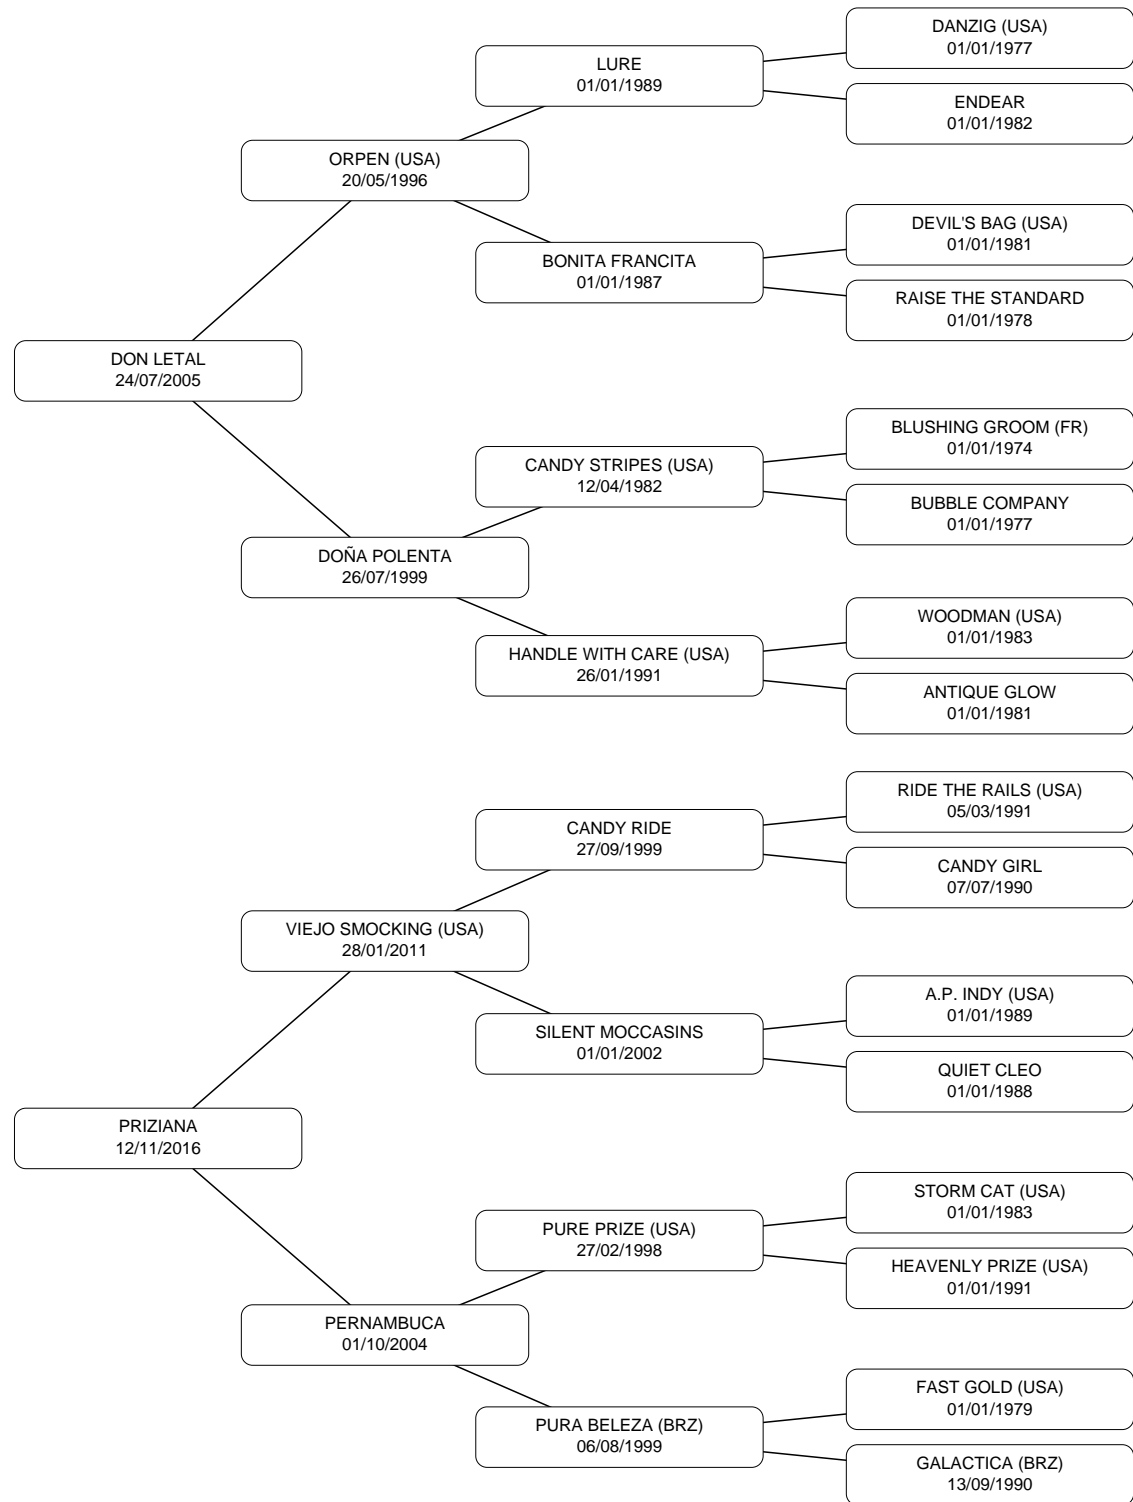 DANZIG (USA)
01/01/1977
LURE
01/01/1989
ENDEAR
01/01/1982
ORPEN (USA)
20/05/1996
DEVIL'S BAG (USA)
01/01/1981
BONITA FRANCITA
01/01/1987
RAISE THE STANDARD
01/01/1978
DON LETAL
24/07/2005
BLUSHING GROOM (FR)
01/01/1974
CANDY STRIPES (USA)
12/04/1982
BUBBLE COMPANY
01/01/1977
DOÑA POLENTA
26/07/1999
WOODMAN (USA)
01/01/1983
HANDLE WITH CARE (USA)
26/01/1991
ANTIQUE GLOW
01/01/1981
RIDE THE RAILS (USA)
05/03/1991
CANDY RIDE
27/09/1999
CANDY GIRL
07/07/1990
VIEJO SMOCKING (USA)
28/01/2011
A.P. INDY (USA)
01/01/1989
SILENT MOCCASINS
01/01/2002
QUIET CLEO
01/01/1988
PRIZIANA
12/11/2016
STORM CAT (USA)
01/01/1983
PURE PRIZE (USA)
27/02/1998
HEAVENLY PRIZE (USA)
01/01/1991
PERNAMBUCA
01/10/2004
FAST GOLD (USA)
01/01/1979
PURA BELEZA (BRZ)
06/08/1999
GALACTICA (BRZ)
13/09/1990